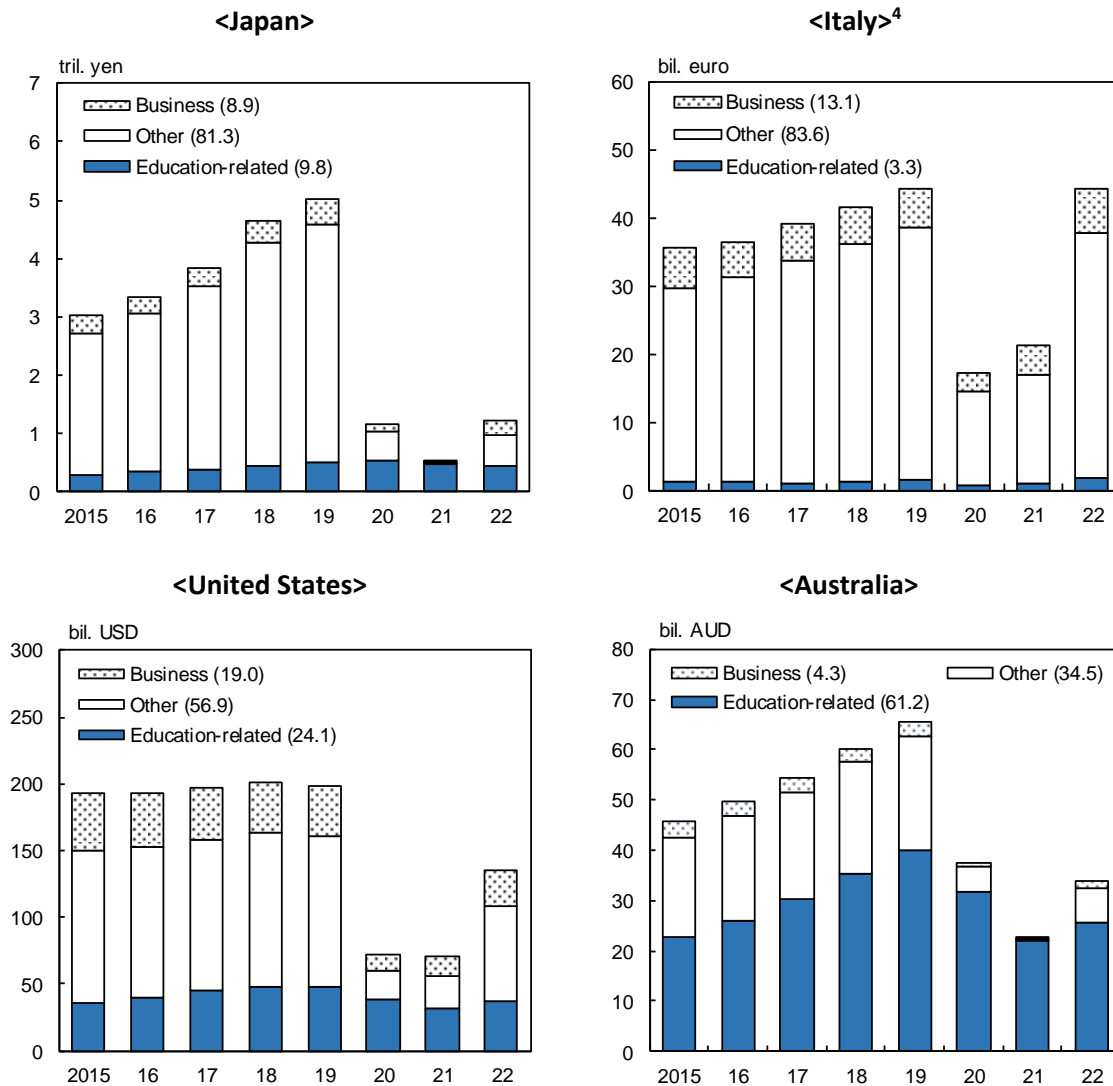 <Japan>
tril. yen
7
6
5
4
3
2
1
0
Business (8.9)
Other (81.3)
Education-related (9.8)
2015 16 17 18 19 20 21 22
<Italy>4
bil. euro
60
50
40
30
20
10
0
Business (13.1)
Other (83.6)
Education-related (3.3)
2015 16 17 18 19 20 21 22
<United States>
bil. USD
300
250
200
150
100
50
0
Business (19.0)
Other (56.9)
Education-related (24.1)
2015 16 17 18 19 20 21 22
<Australia>
bil. AUD
80
70
60
50
40
30
20
10
0
Business (4.3) Other (34.5)
Education-related (61.2)
2015 16 17 18 19 20 21 22